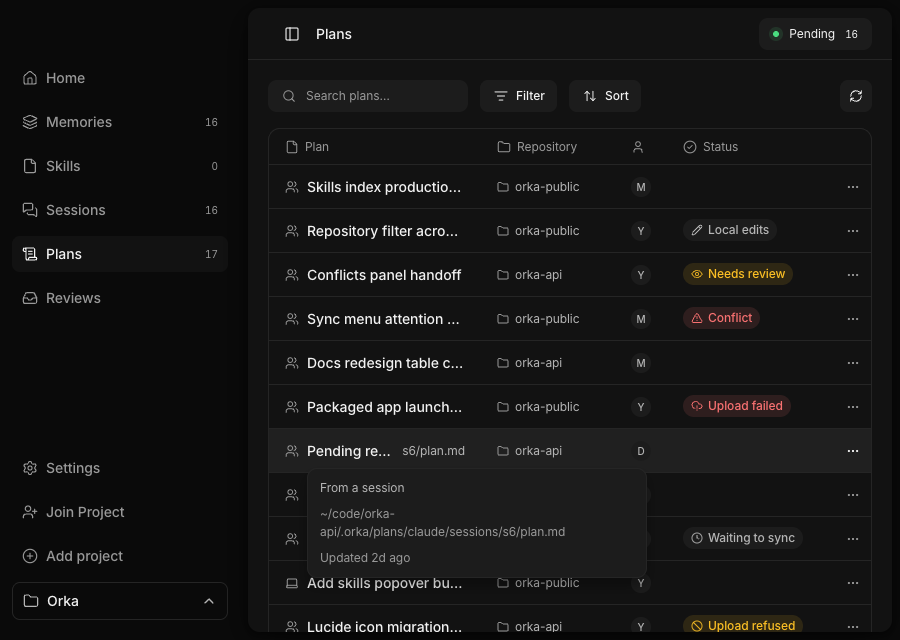 Home
Memories 16
Skills 0
Sessions 16
Plans 17
Reviews
Settings
Join Project
Add project
Orka
Plans
Pending 16
Search plans...
Filter
Sort
Plan Repository Status
Skills index productio... orka-public M
Repository filter acro... orka-public Y Local edits
Conflicts panel handoff orka-api Y Needs review
Sync menu attention ... orka-public M Conflict
Docs redesign table c... orka-api M
Packaged app launch... orka-public Y Upload failed
Pending re... s6/plan.md orka-api D
From a session
~/code/orka-
api/.orka/plans/claude/sessions/s6/plan.md
Updated 2d ago
Waiting to sync
Add skills popover bu... orka-public Y
Lucide icon migration... orka-api Y Upload refused